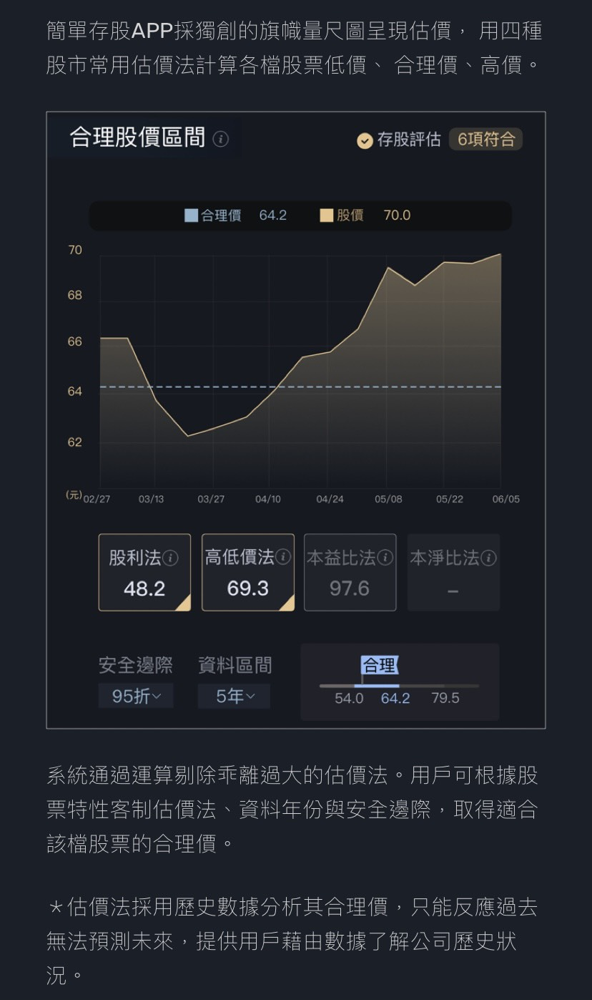 簡單存股APP採獨創的旗幟量尺圖呈現估價， 用四種
股市常用估價法計算各檔股票低價、 合理價、高價。
合理股價區間 i
存股評估 6項符合
合理價 64.2 股價 70.0
70
68
66
64
62
(元) 02/27 03/13 03/27 04/10 04/24 05/08 05/22 06/05
股利法 i 高低價法 i 本益比法 i 本淨比法 i
48.2 69.3 97.6 –
安全邊際 資料區間
95折 5年
合理
54.0 64.2 79.5
系統通過運算剔除乖離過大的估價法。用戶可根據股
票特性客制估價法、資料年份與安全邊際，取得適合
該檔股票的合理價。
＊估價法採用歷史數據分析其合理價，只能反應過去
無法預測未來，提供用戶藉由數據了解公司歷史狀
況。